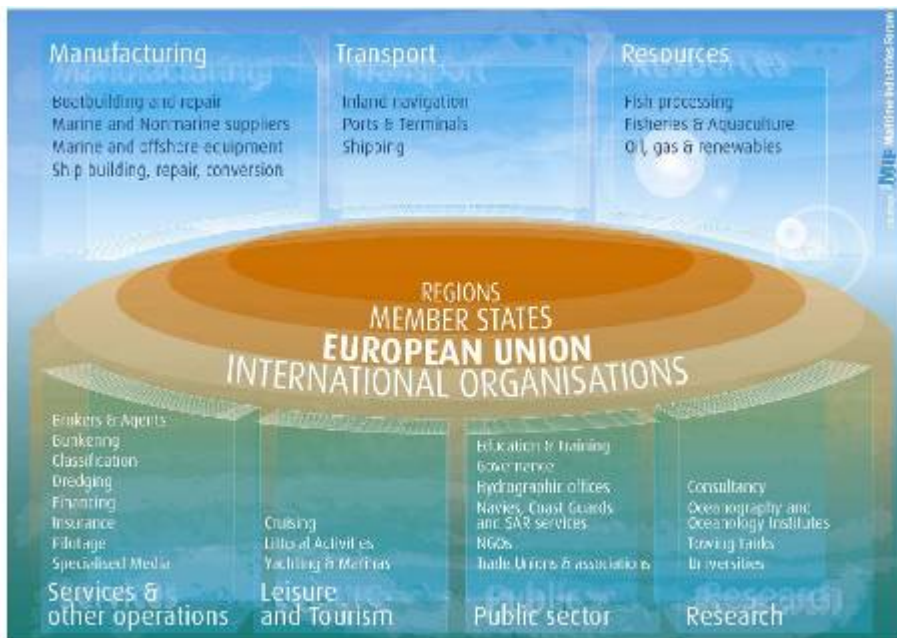 Manufacturing
Boatbuilding and repair
Marine and Nonmarine suppliers
Marine and offshore equipment
Ship building, repair, conversion
Transport
Inland navigation
Ports & Terminals
Shipping
Resources
Fish processing
Fisheries & Aquaculture
Oil, gas & renewables
MIF Maritime Industries Forum
REGIONS
MEMBER STATES
EUROPEAN UNION
INTERNATIONAL ORGANISATIONS
Brokers & Agents
Bunkering
Classification
Dredging
Financing
Insurance
Pilotage
Specialised Media
Services &
other operations
Cruising
Littoral Activities
Yachting & Marinas
Leisure
and Tourism
Education & Training
Governance
Hydrographic offices
Navies, Coast Guards
and SAR services
NGOs
Trade Unions & associations
Public sector
Consultancy
Oceanography and
Oceanology Institutes
Towing Tanks
Universities
Research